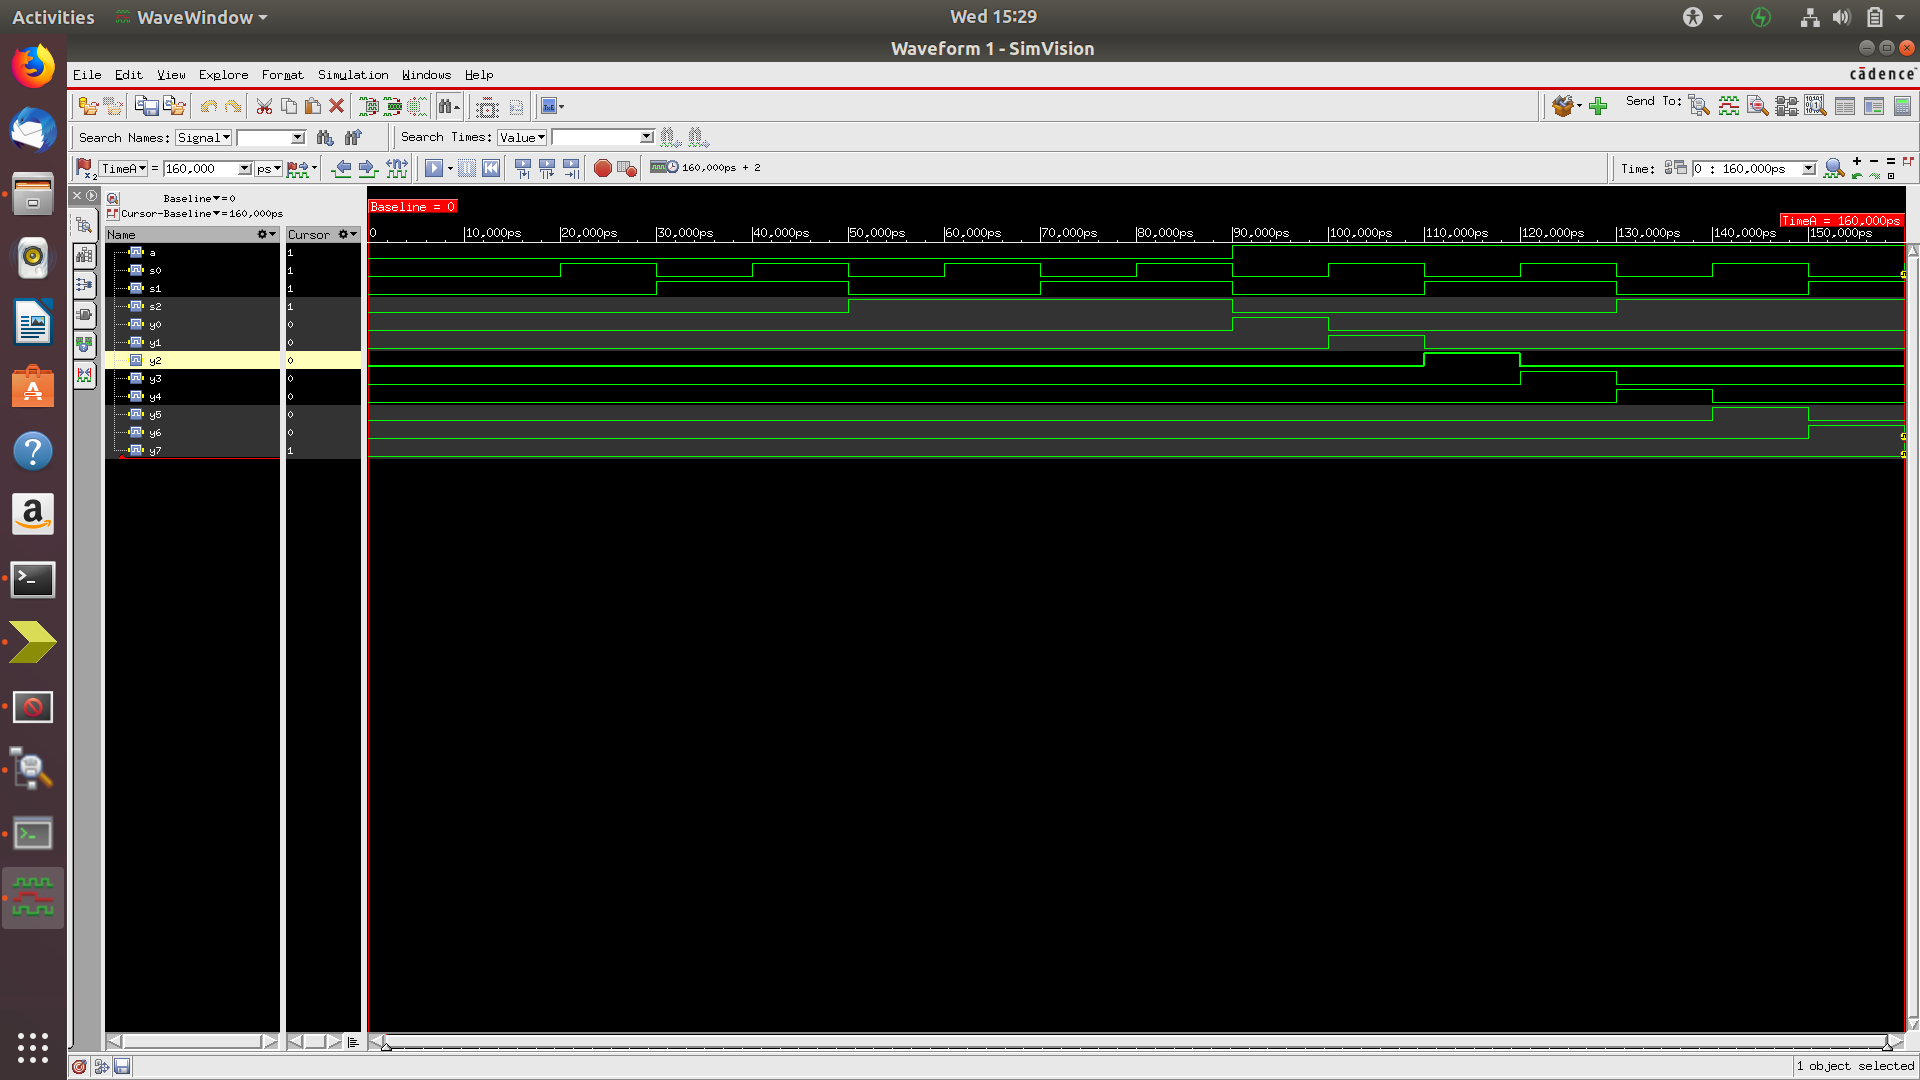 Activities WaveWindow Wed 15:29
Waveform 1 - SimVision
File Edit View Explore Format Simulation Windows Help cādence
Send To:
Search Names: Signal Search Times: Value
TimeA = 160,000 ps 160,000ps + 2 Time: 0 : 160,000ps
Baseline = 0
Cursor-Baseline = 160,000ps
Baseline = 0
TimeA = 160,000ps
Name Cursor 0 10,000ps 20,000ps 30,000ps 40,000ps 50,000ps 60,000ps 70,000ps 80,000ps 90,000ps 100,000ps 110,000ps 120,000ps 130,000ps 140,000ps 150,000ps
a 1
s0 1
s1 1
s2 1
y0 0
y1 0
y2 0
y3 0
y4 0
y5 0
y6 0
y7 1
1 object selected